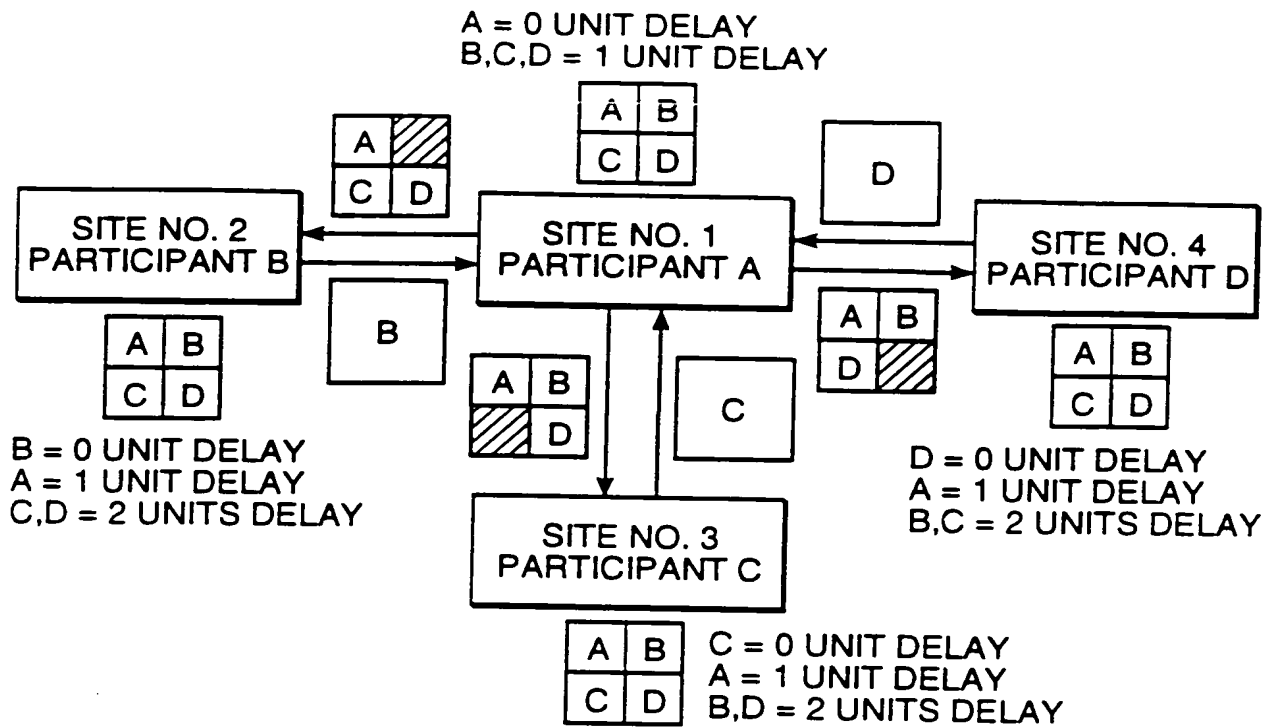 A = 0 UNIT DELAY
B,C,D = 1 UNIT DELAY
A B
C D
A
C D
D
SITE NO. 2
PARTICIPANT B
SITE NO. 1
PARTICIPANT A
SITE NO. 4
PARTICIPANT D
B
A B
D
A B
C D
A B
D
C
A B
C D
B = 0 UNIT DELAY
A = 1 UNIT DELAY
C,D = 2 UNITS DELAY
D = 0 UNIT DELAY
A = 1 UNIT DELAY
B,C = 2 UNITS DELAY
SITE NO. 3
PARTICIPANT C
A B
C D
C = 0 UNIT DELAY
A = 1 UNIT DELAY
B,D = 2 UNITS DELAY